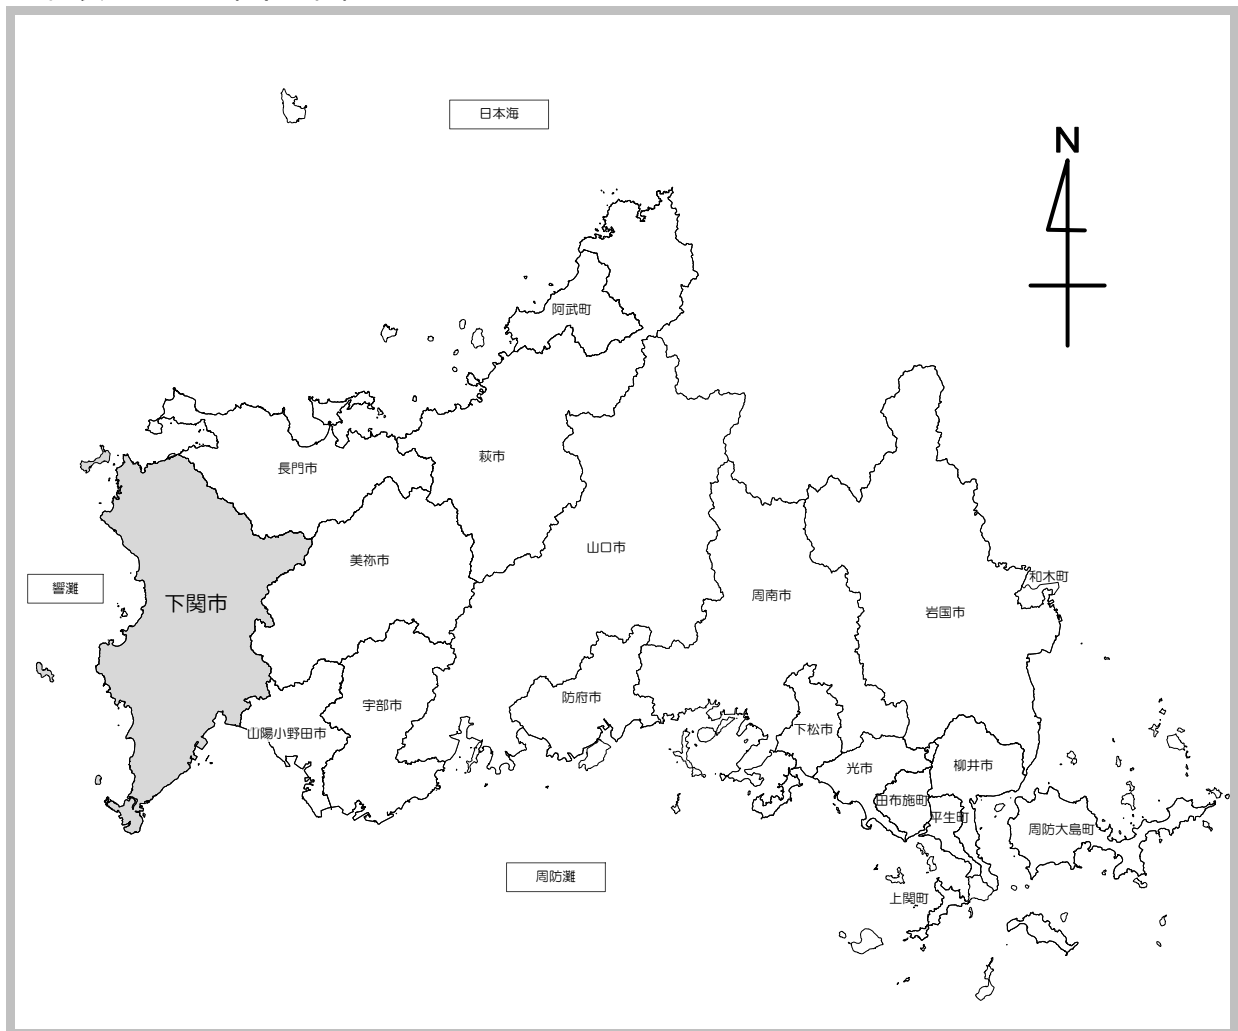 日本海
N
阿武町
萩市
長門市
山口市
美祢市
和木町
響灘
下関市
周南市
岩国市
防府市
宇部市
山陽小野田市
下松市
光市
柳井市
田布施町
平生町
周防大島町
周防灘
上関町